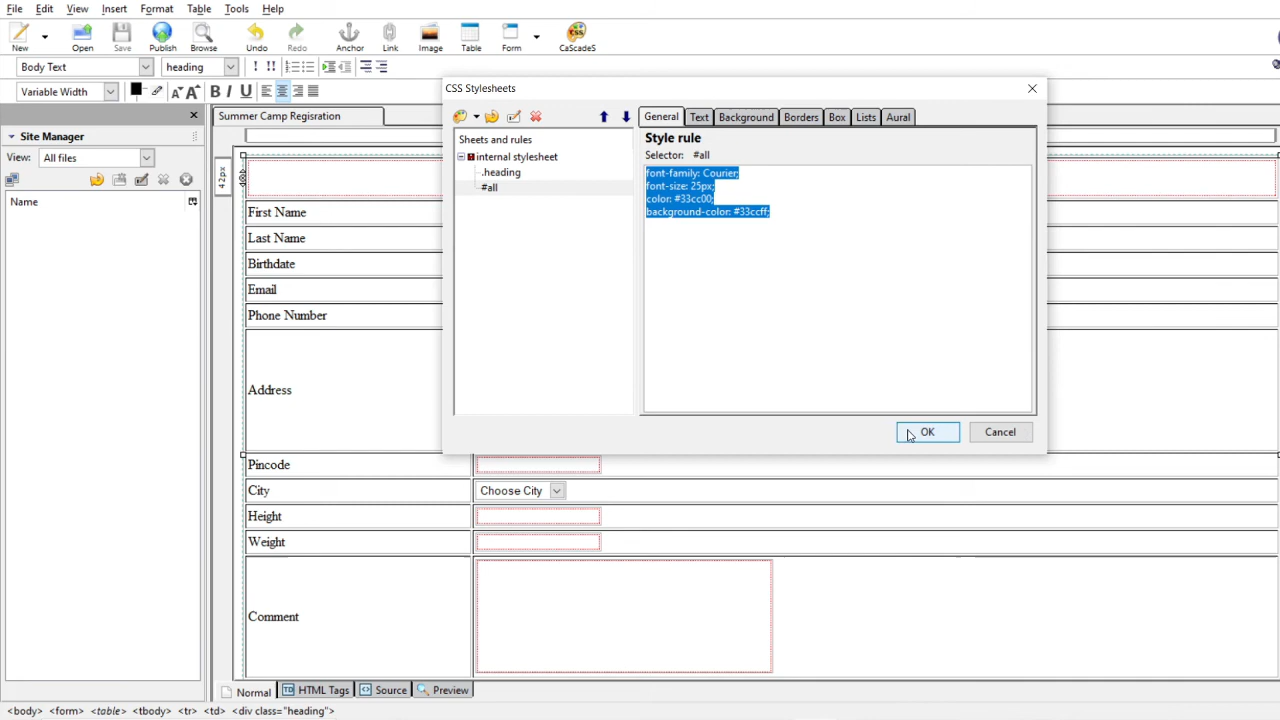 File Edit View Insert Format Table Tools Help
New Open Save Publish Browse Undo Redo Anchor Link Image Table Form CaScadeS
Body Text heading ! !!
Variable Width A A B I U
CSS Stylesheets
Summer Camp Regisration
General Text Background Borders Box Lists Aural
Site Manager
Sheets and rules
Style rule
View: All files
internal stylesheet
Selector: #all
.heading
#all
font-family: Courier;
font-size: 25px;
color: #33cc00;
background-color: #33ccff;
42px
Name
First Name
Last Name
Birthdate
Email
Phone Number
Address
OK Cancel
Pincode
City Choose City
Height
Weight
Comment
Normal TD HTML Tags Source Preview
<body> <form> <table> <tbody> <tr> <td> <div class="heading">